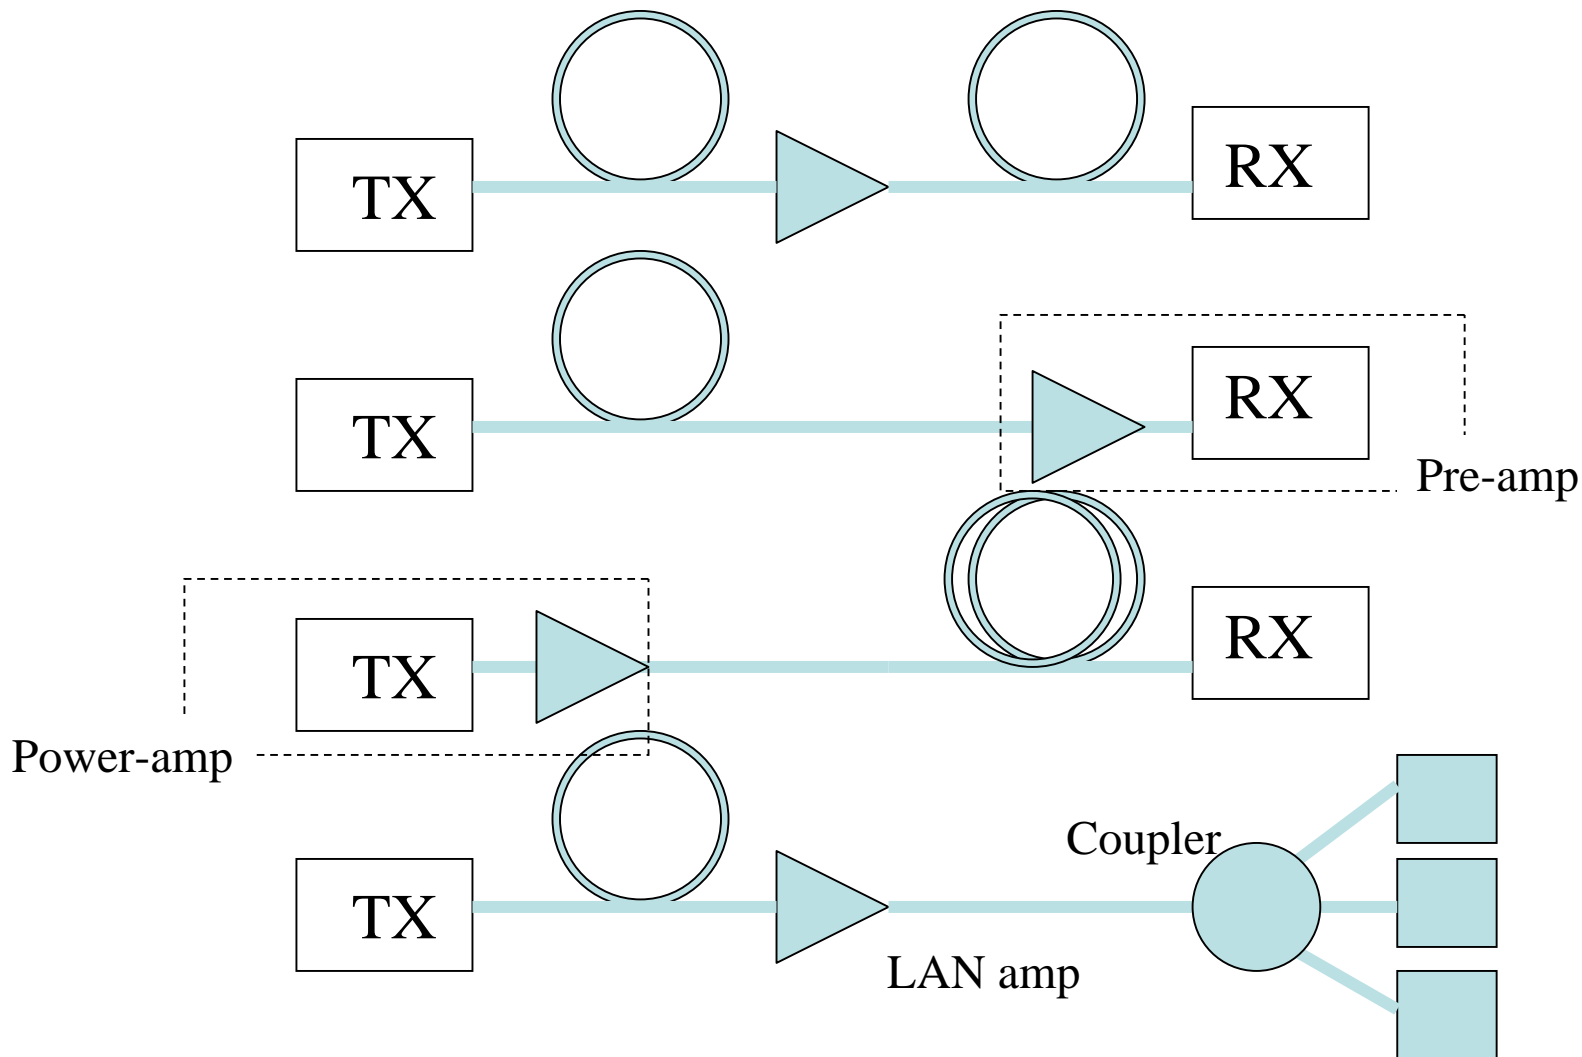 TX
RX
TX
RX
Pre-amp
TX
RX
Power-amp
TX
Coupler
LAN amp